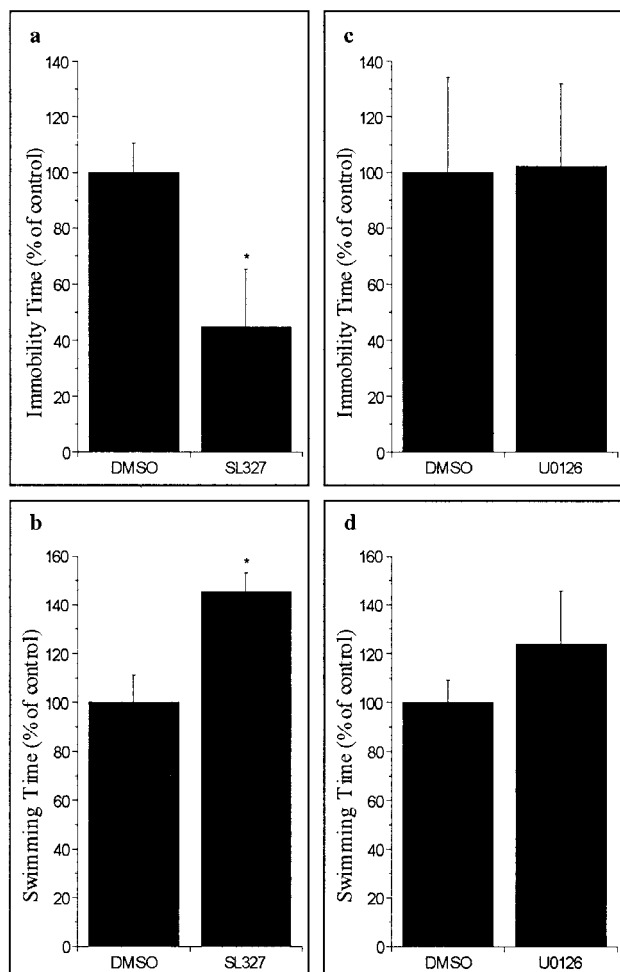 a
Immobility Time (% of control)
140
120
100
80
60
40
20
0
*
DMSO
SL327
c
Immobility Time (% of control)
140
120
100
80
60
40
20
0
DMSO
U0126
b
Swimming Time (% of control)
160
140
120
100
80
60
40
20
0
*
DMSO
SL327
d
Swimming Time (% of control)
160
140
120
100
80
60
40
20
0
DMSO
U0126